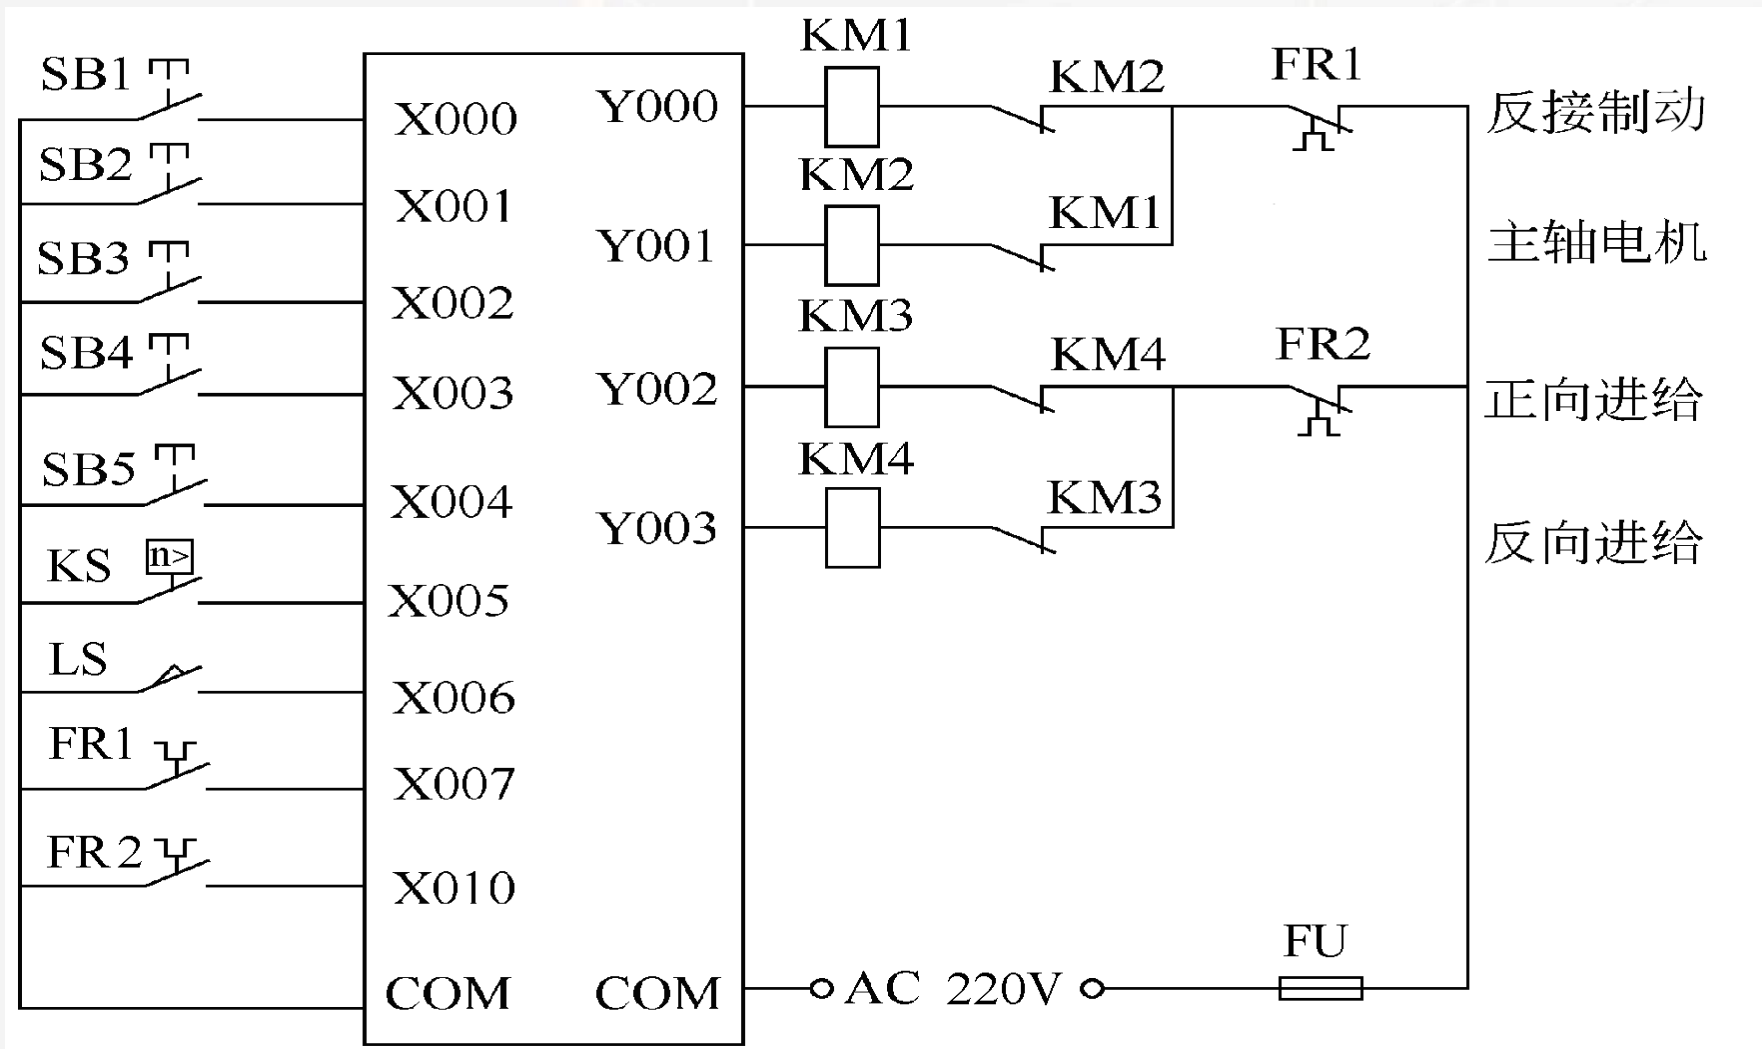 KM1
SB1
X000
Y000
KM2
FR1
反接制动
SB2
X001
KM2
SB3
X002
Y001
KM1
主轴电机
KM3
SB4
X003
Y002
KM4
FR2
正向进给
KM4
SB5
X004
Y003
KM3
反向进给
KS
n>
X005
LS
X006
FR1
X007
FR2
X010
FU
COM
COM
AC 220V